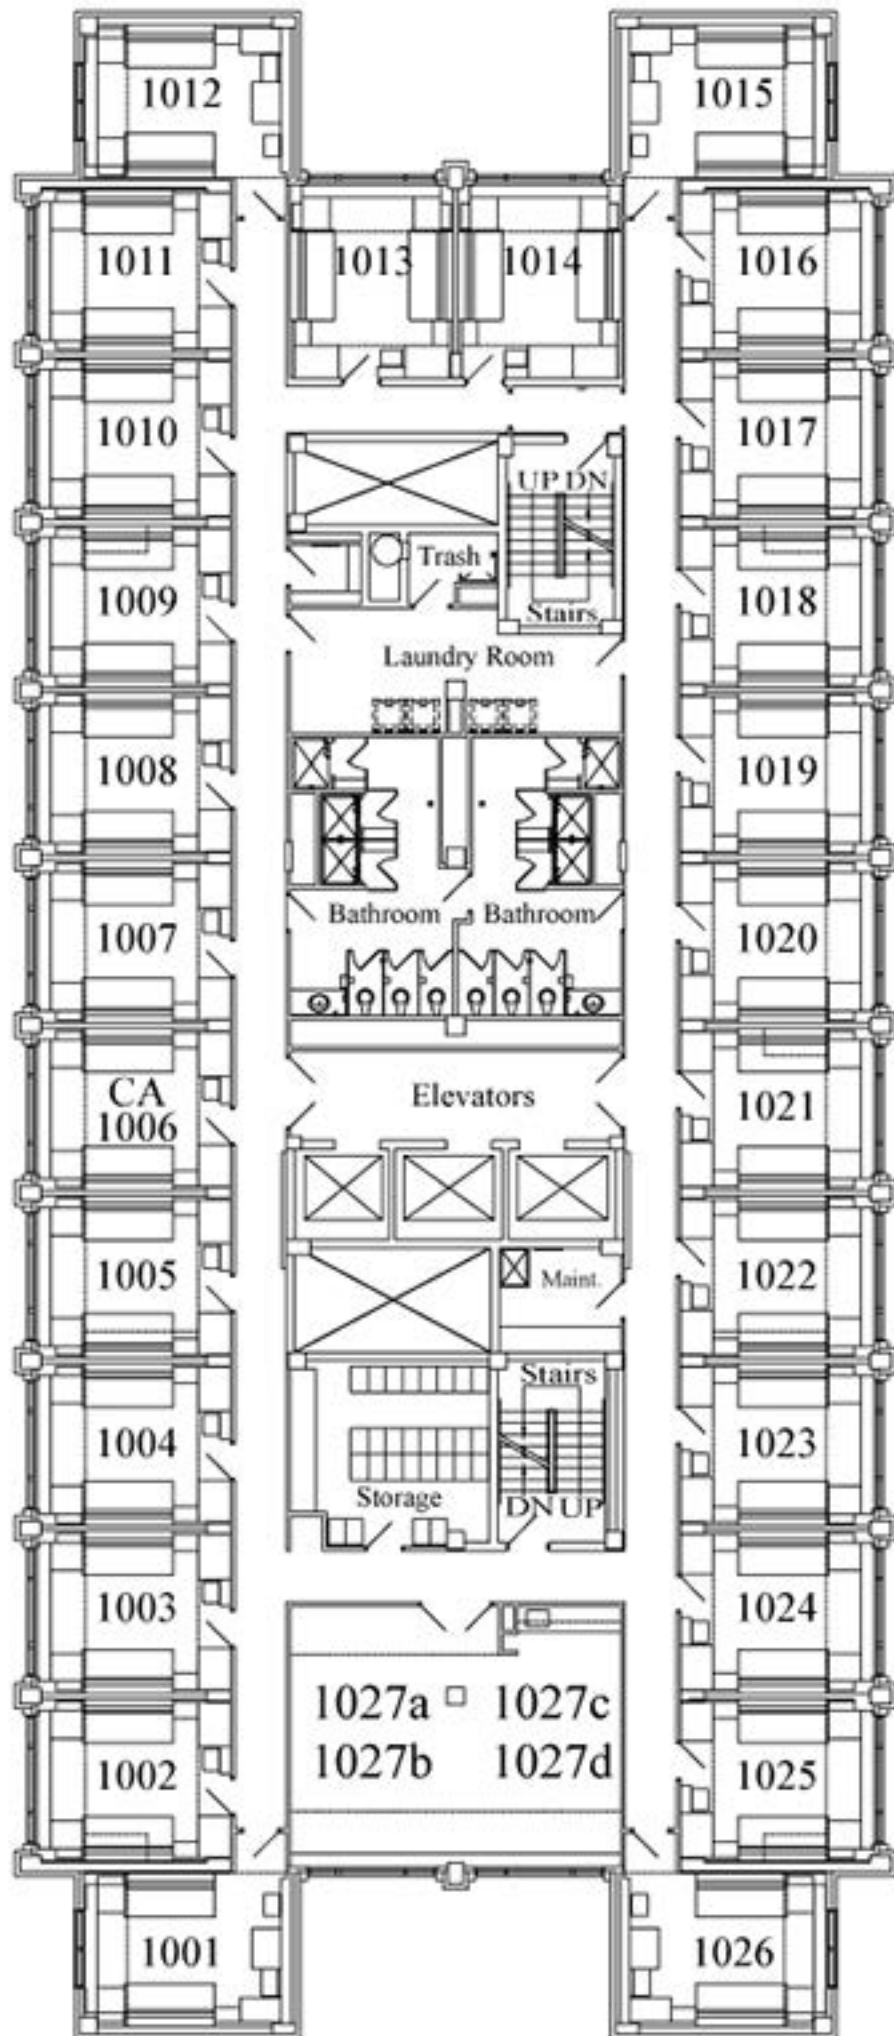 1012
1015
1011
1013
1014
1016
1010
1017
UP DN
Trash
1009
1018
Stairs
Laundry Room
1008
1019
Bathroom
Bathroom
1007
1020
CA
1006
Elevators
1021
1005
Maint.
1022
Stairs
1004
1023
Storage
DN UP
1003
1024
1027a
1027c
1027b
1027d
1002
1025
1001
1026